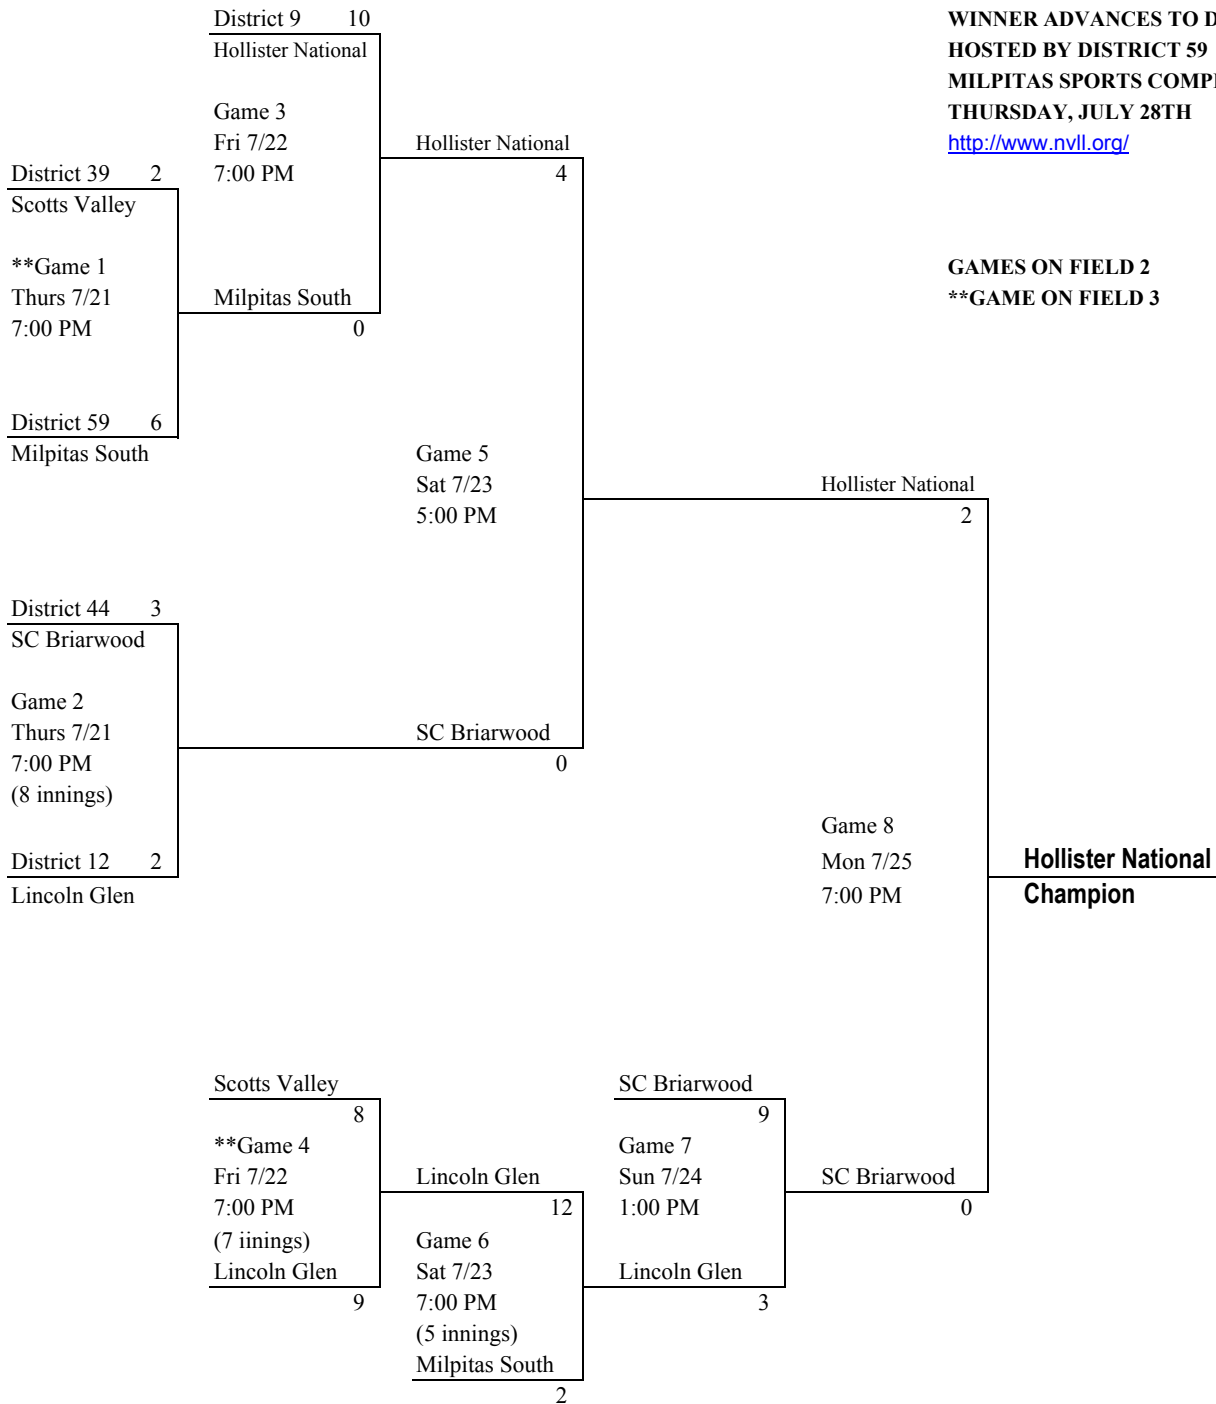 District 9 10
Hollister National
Game 3
Fri 7/22
7:00 PM
Hollister National
4
WINNER ADVANCES TO D
HOSTED BY DISTRICT 59
MILPITAS SPORTS COMPL
THURSDAY, JULY 28TH
http://www.nvll.org/
District 39 2
Scotts Valley
**Game 1
Thurs 7/21
7:00 PM
Milpitas South
0
GAMES ON FIELD 2
**GAME ON FIELD 3
District 59 6
Milpitas South
Game 5
Sat 7/23
5:00 PM
Hollister National
2
District 44 3
SC Briarwood
Game 2
Thurs 7/21
7:00 PM
(8 innings)
SC Briarwood
0
District 12 2
Lincoln Glen
Game 8
Mon 7/25
7:00 PM
Hollister National
Champion
Scotts Valley
8
**Game 4
Fri 7/22
7:00 PM
(7 iinings)
Lincoln Glen
9
Lincoln Glen
12
Game 6
Sat 7/23
7:00 PM
(5 innings)
Milpitas South
2
SC Briarwood
9
Game 7
Sun 7/24
1:00 PM
Lincoln Glen
3
SC Briarwood
0